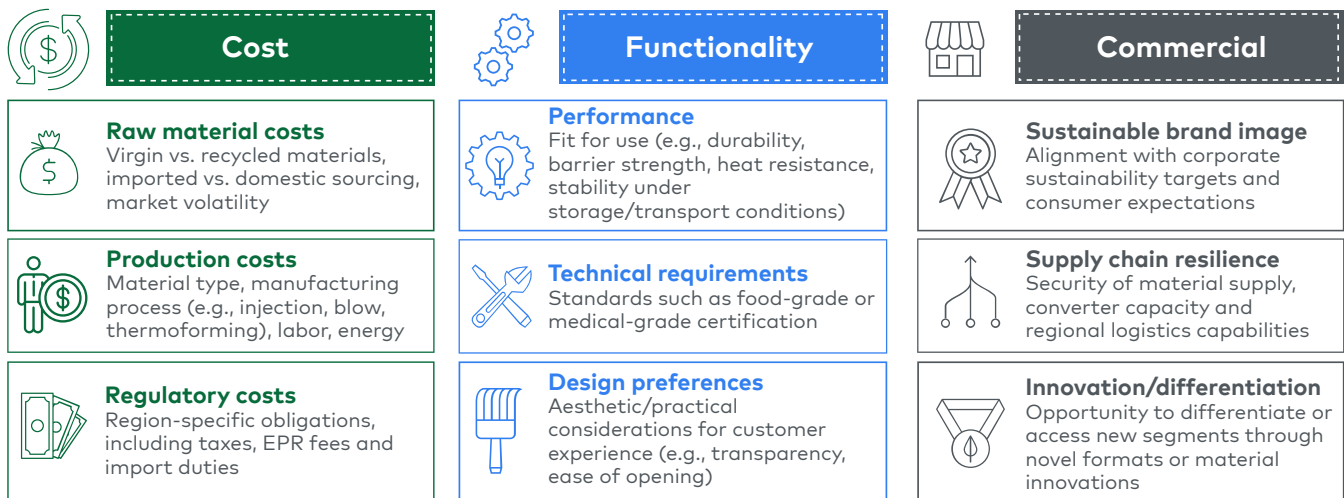 Cost
Raw material costs
Virgin vs. recycled materials,
imported vs. domestic sourcing,
market volatility
Production costs
Material type, manufacturing
process (e.g., injection, blow,
thermoforming), labor, energy
Regulatory costs
Region-specific obligations,
including taxes, EPR fees and
import duties
Functionality
Performance
Fit for use (e.g., durability,
barrier strength, heat resistance,
stability under
storage/transport conditions)
Technical requirements
Standards such as food-grade or
medical-grade certification
Design preferences
Aesthetic/practical
considerations for customer
experience (e.g., transparency,
ease of opening)
Commercial
Sustainable brand image
Alignment with corporate
sustainability targets and
consumer expectations
Supply chain resilience
Security of material supply,
converter capacity and
regional logistics capabilities
Innovation/differentiation
Opportunity to differentiate or
access new segments through
novel formats or material
innovations